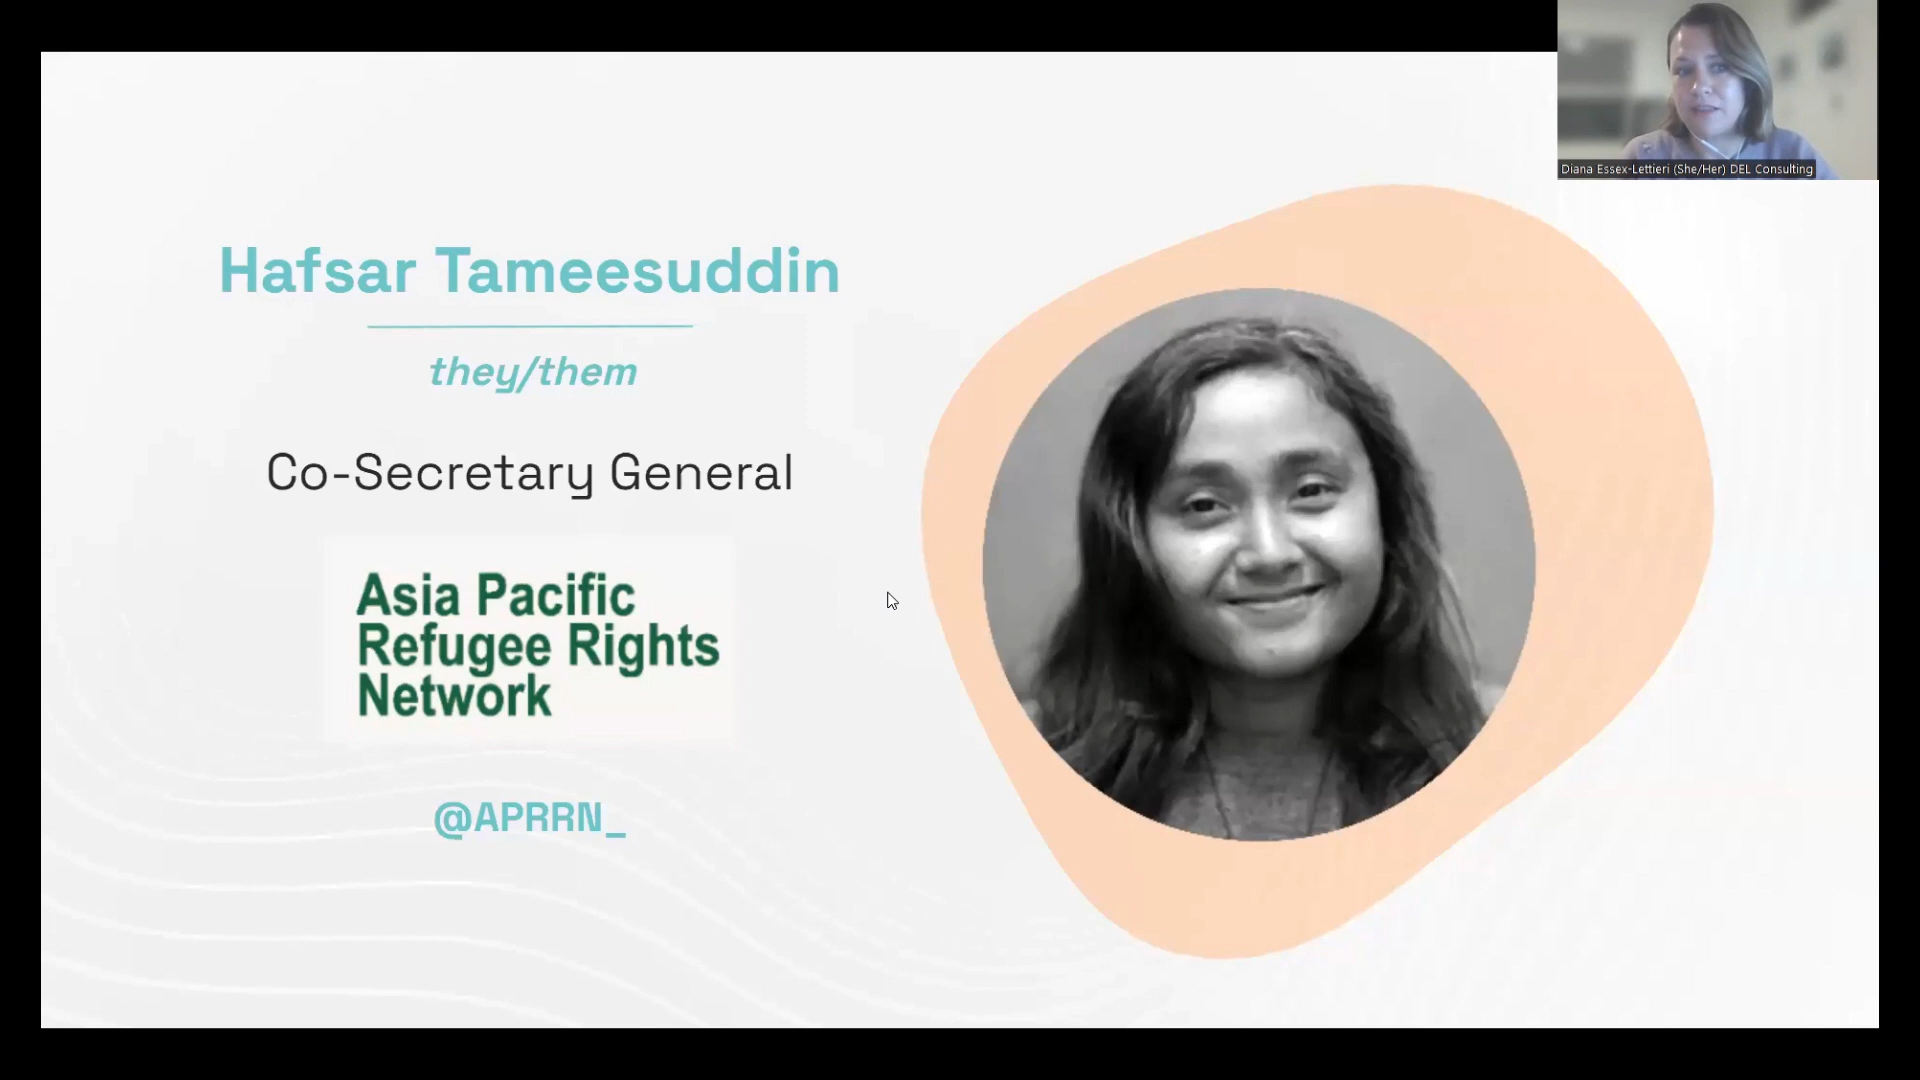 Diana Essex-Lettieri (She/Her) DEL Consulting
Hafsar Tameesuddin
they/them
Co-Secretary General
Asia Pacific
Refugee Rights
Network
@APRRN_